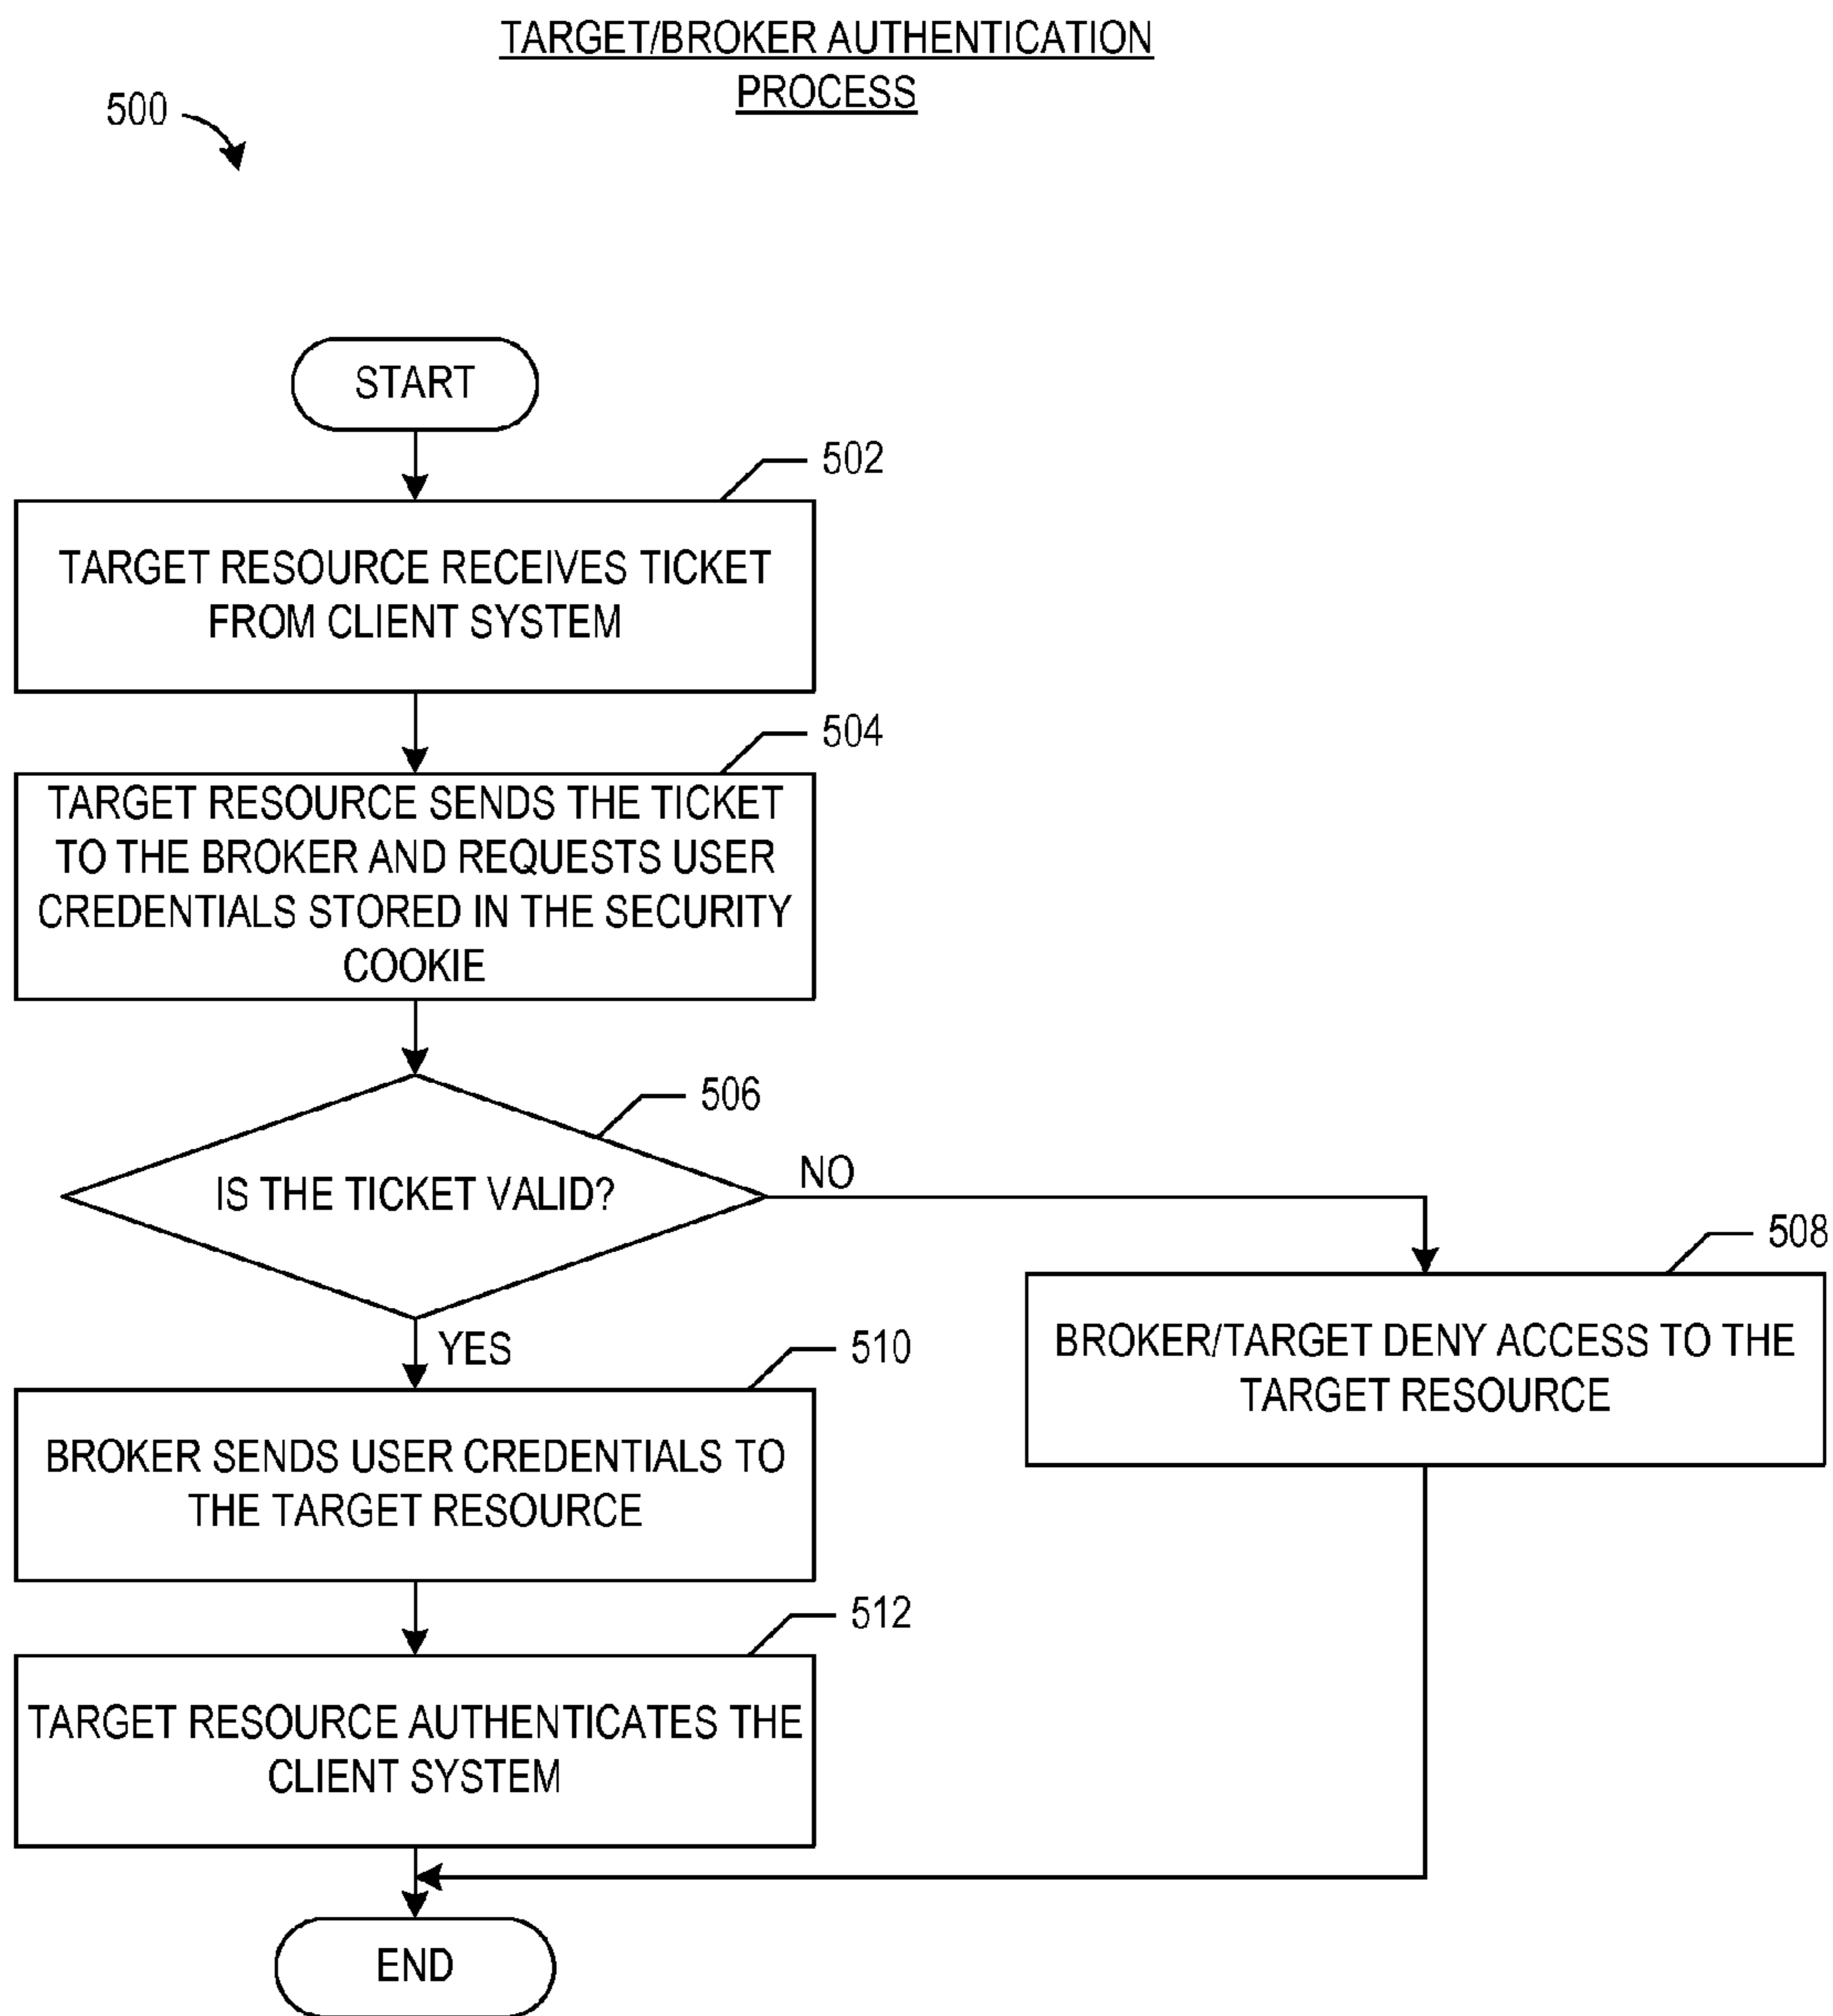 TARGET/BROKER AUTHENTICATION
PROCESS
500
START
502
TARGET RESOURCE RECEIVES TICKET
FROM CLIENT SYSTEM
504
TARGET RESOURCE SENDS THE TICKET
TO THE BROKER AND REQUESTS USER
CREDENTIALS STORED IN THE SECURITY
COOKIE
506
IS THE TICKET VALID?
NO
508
BROKER/TARGET DENY ACCESS TO THE
TARGET RESOURCE
YES
510
BROKER SENDS USER CREDENTIALS TO
THE TARGET RESOURCE
512
TARGET RESOURCE AUTHENTICATES THE
CLIENT SYSTEM
END